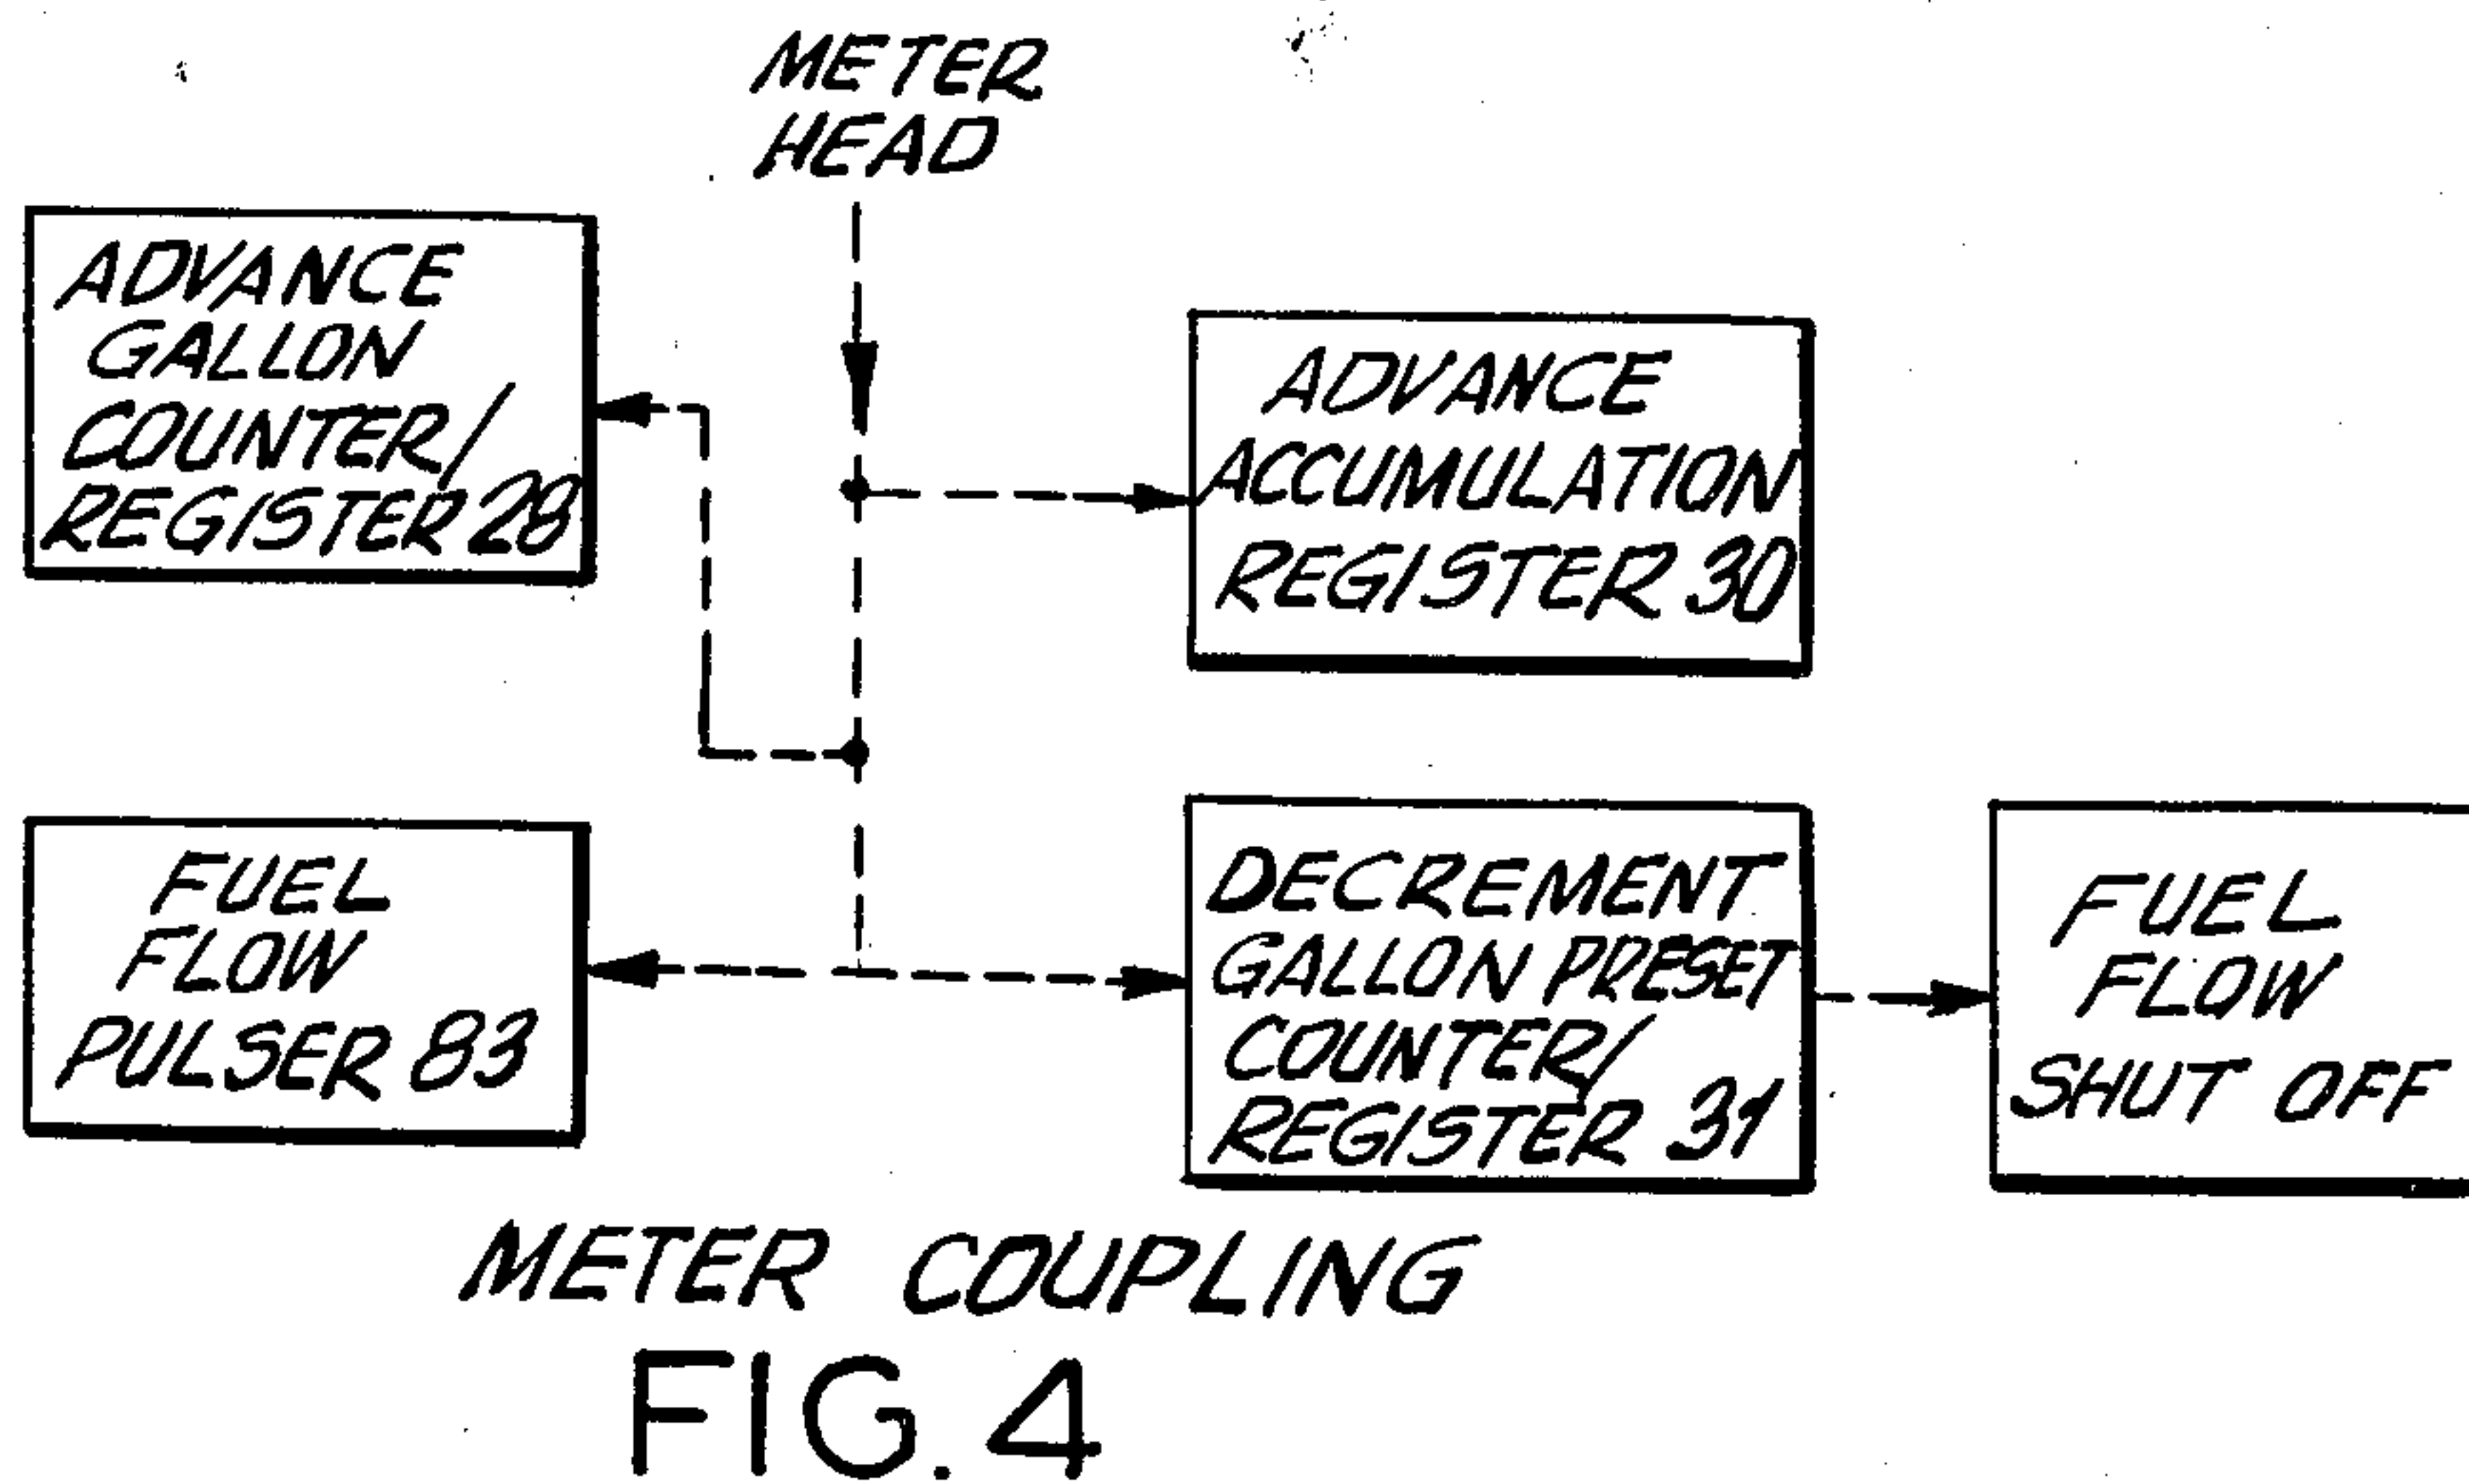 METER
HEAD
ADVANCE
GALLON
COUNTER/
REGISTER 28
ADVANCE
ACCUMULATION
REGISTER 30
FUEL
FLOW
PULSER 83
DECREMENT
GALLON PRESET
COUNTER/
REGISTER 31
FUEL
FLOW
SHUT OFF
METER COUPLING
FIG. 4